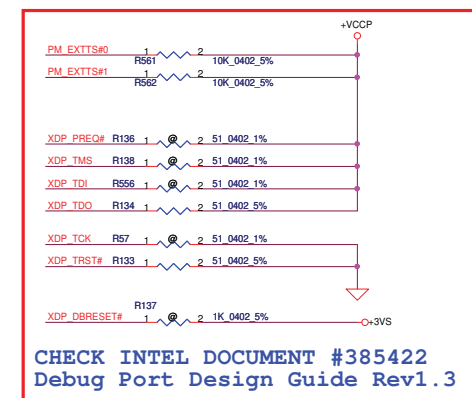 +VCCP
PM_EXTTS#0 R561 1 2 10K_0402_5%
PM_EXTTS#1 R562 1 2 10K_0402_5%
XDP_PREQ# R136 1 @ 2 51_0402_1%
XDP_TMS R138 1 @ 2 51_0402_1%
XDP_TDI R556 1 @ 2 51_0402_1%
XDP_TDO R134 1 2 51_0402_5%
XDP_TCK R57 1 @ 2 51_0402_1%
XDP_TRST# R133 1 2 51_0402_5%
XDP_DBRESET# R137 1 @ 2 1K_0402_5% +3VS
CHECK INTEL DOCUMENT #385422
Debug Port Design Guide Rev1.3